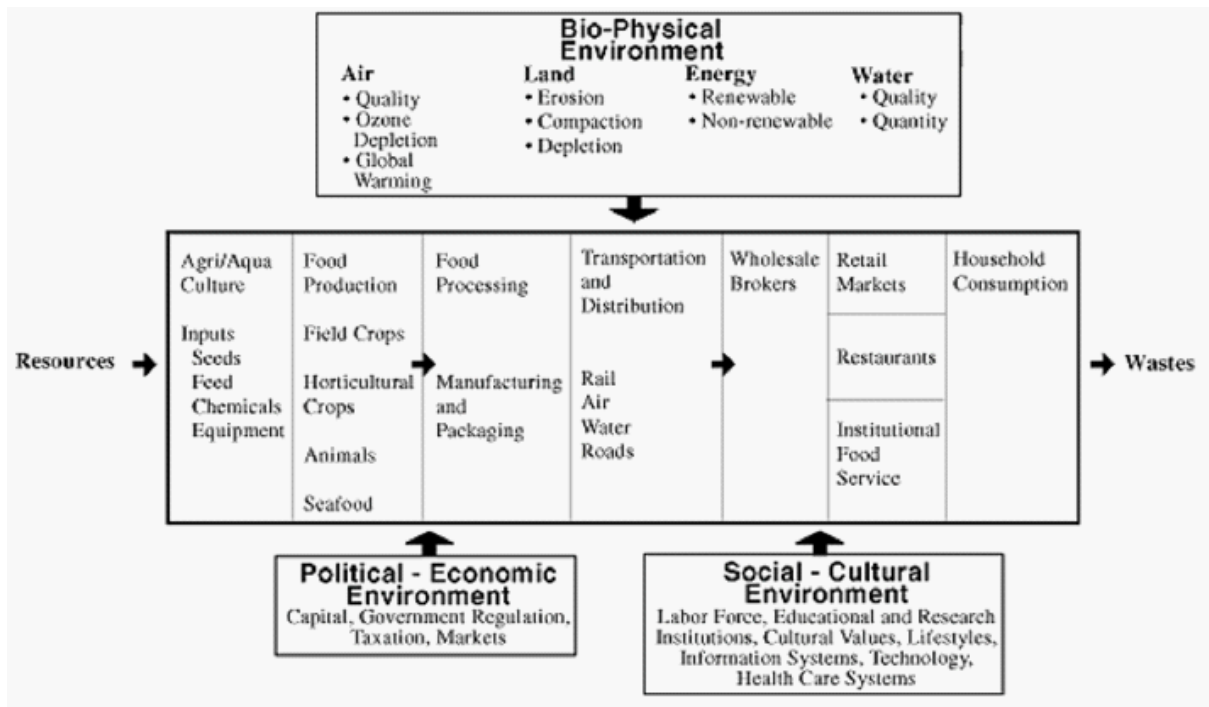 Bio-Physical
Environment
Air
• Quality
• Ozone
Depletion
• Global
Warming
Land
• Erosion
• Compaction
• Depletion
Energy
• Renewable
• Non-renewable
Water
• Quality
• Quantity
Resources
Agri/Aqua
Culture
Inputs
Seeds
Feed
Chemicals
Equipment
Food
Production
Field Crops
Horticultural
Crops
Animals
Seafood
Food
Processing
Manufacturing
and
Packaging
Transportation
and
Distribution
Rail
Air
Water
Roads
Wholesale
Brokers
Retail
Markets
Restaurants
Institutional
Food
Service
Household
Consumption
Wastes
Political - Economic
Environment
Capital, Government Regulation,
Taxation, Markets
Social - Cultural
Environment
Labor Force, Educational and Research
Institutions, Cultural Values, Lifestyles,
Information Systems, Technology,
Health Care Systems